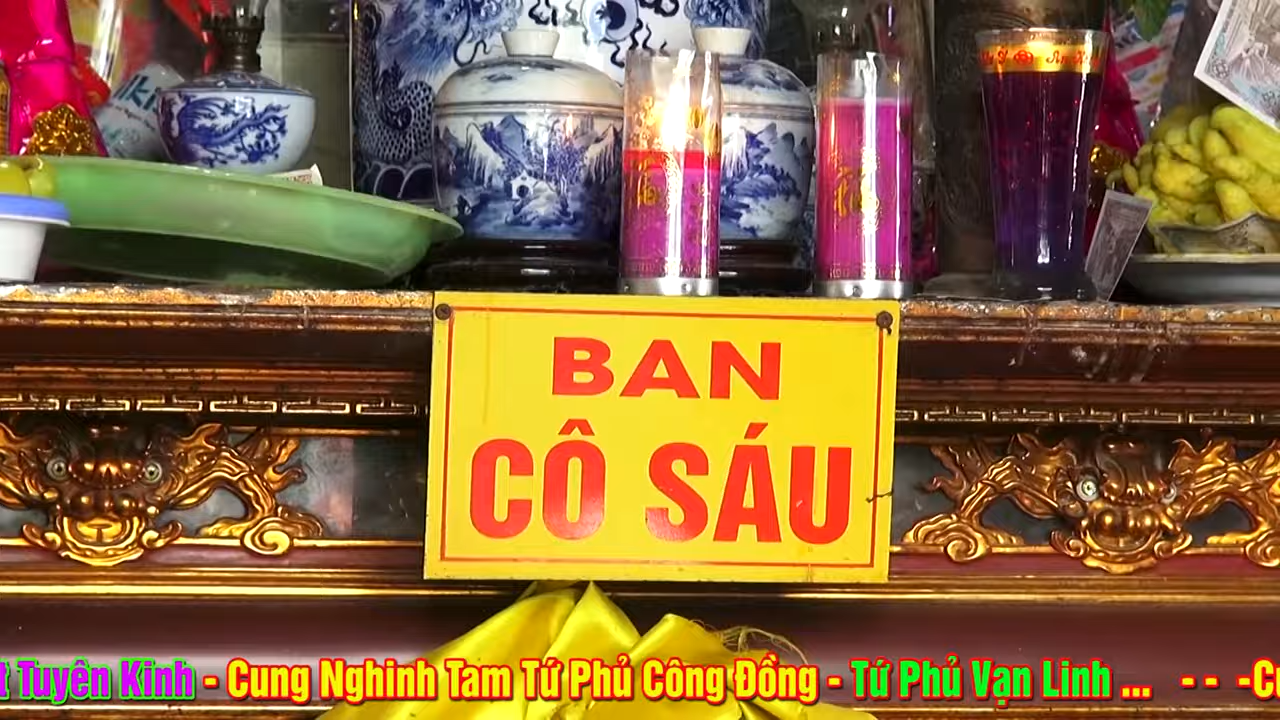 BAN
CÔ SÁU
Tuyên Kinh - Cung Nghinh Tam Tứ Phủ Công Đồng - Tứ Phủ Vạn Linh ... - - -C